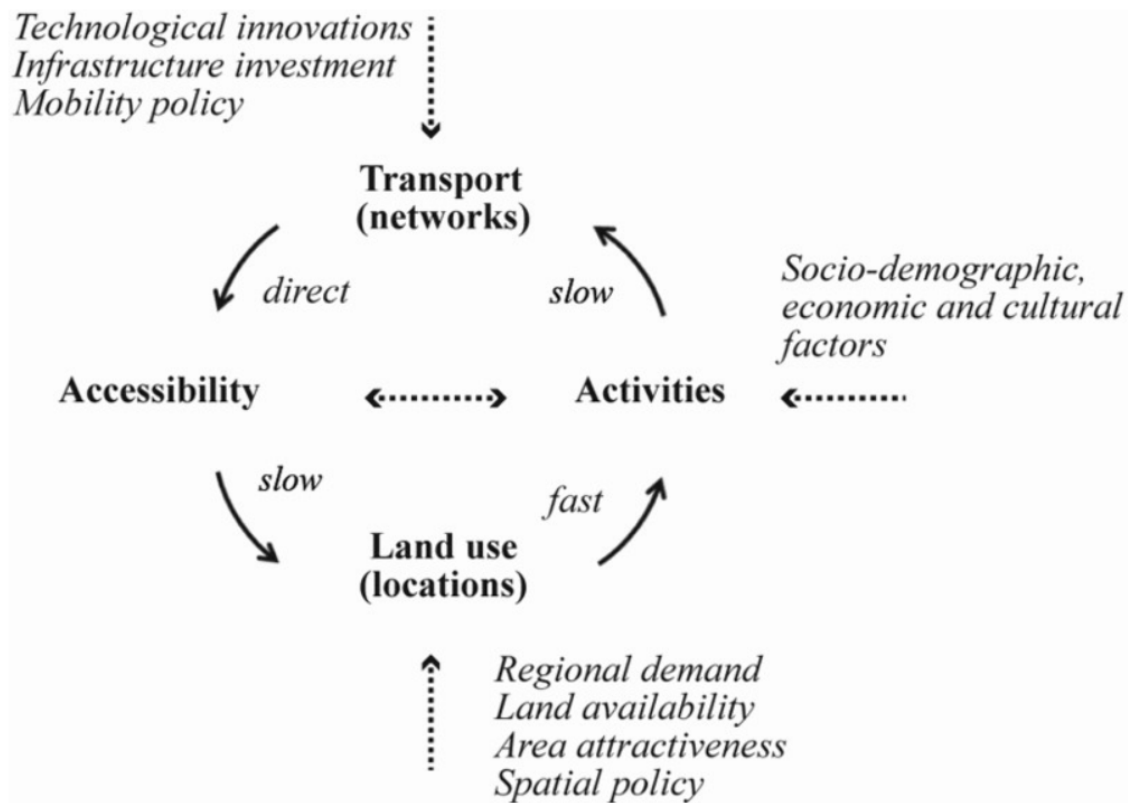 Technological innovations
Infrastructure investment
Mobility policy
Transport
(networks)
direct
slow
Socio-demographic,
economic and cultural
factors
Accessibility
Activities
slow
fast
Land use
(locations)
Regional demand
Land availability
Area attractiveness
Spatial policy